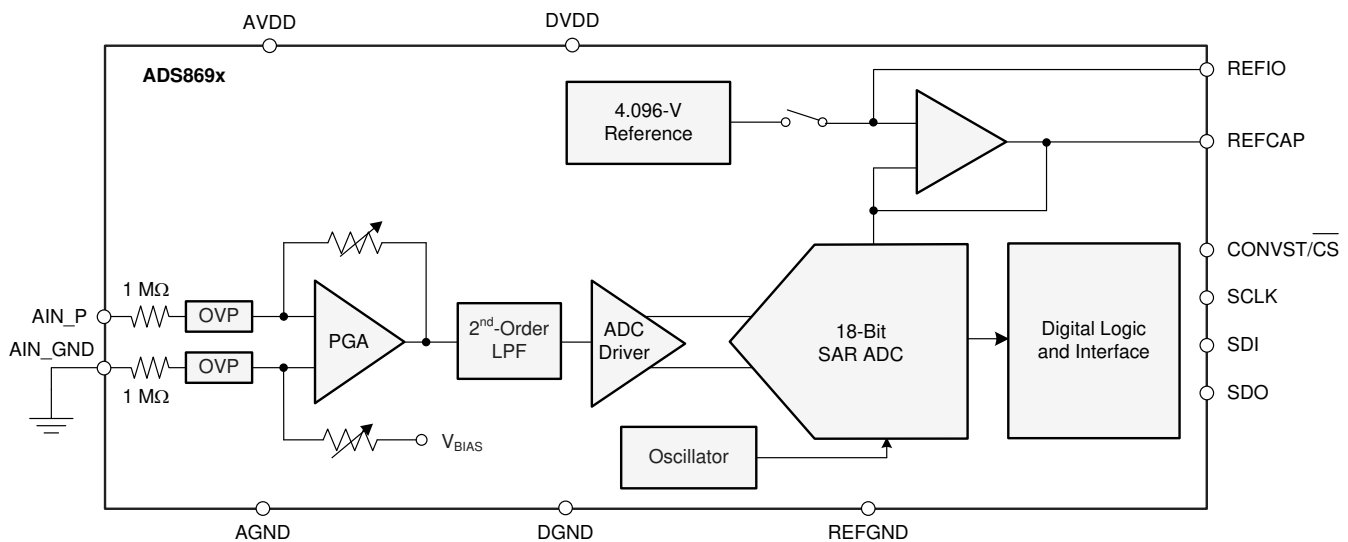 AVDD
DVDD
ADS869x
4.096-V
Reference
REFIO
REFCAP
CONVST/C̅S̅
SCLK
SDI
SDO
1 MΩ
AIN_P
OVP
AIN_GND
OVP
1 MΩ
PGA
V_BIAS
2nd-Order
LPF
ADC
Driver
18-Bit
SAR ADC
Digital Logic
and Interface
Oscillator
AGND
DGND
REFGND